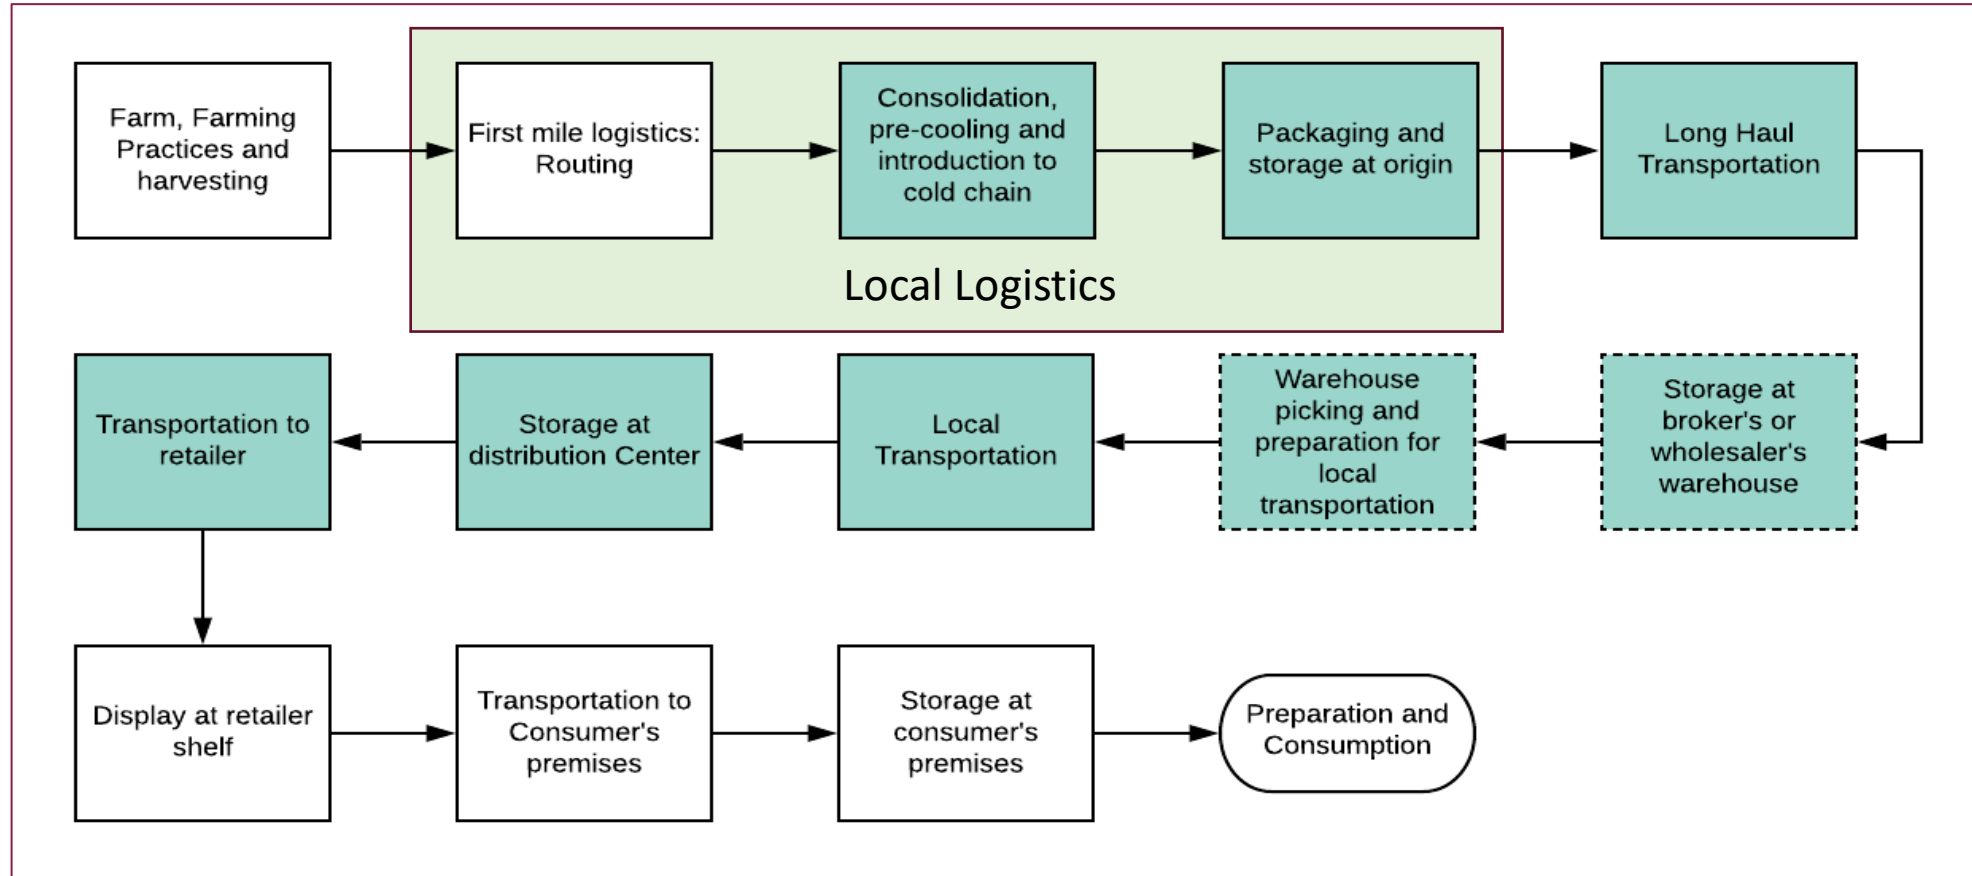 Farm, Farming
Practices and
harvesting
First mile logistics:
Routing
Consolidation,
pre-cooling and
introduction to
cold chain
Packaging and
storage at origin
Long Haul
Transportation
Local Logistics
Transportation to
retailer
Storage at
distribution Center
Local
Transportation
Warehouse
picking and
preparation for
local
transportation
Storage at
broker's or
wholesaler's
warehouse
Display at retailer
shelf
Transportation to
Consumer's
premises
Storage at
consumer's
premises
Preparation and
Consumption